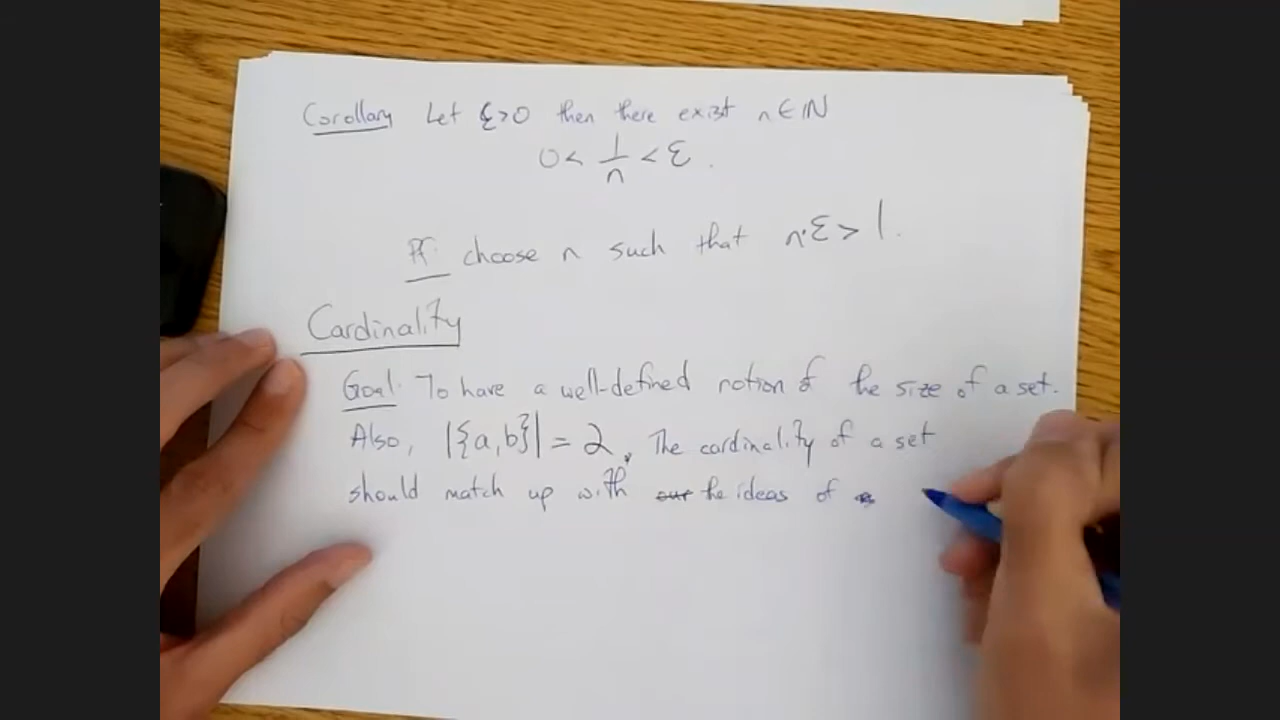 Corollary Let ε>0 then there exist n∈ℕ
0 < 1/n < ε.
Pf: choose n such that n·ε > 1.
Cardinality
Goal: To have a well-defined notion of the size of a set.
Also, |{a,b}| = 2, The cardinality of a set
should match up with the ideas of